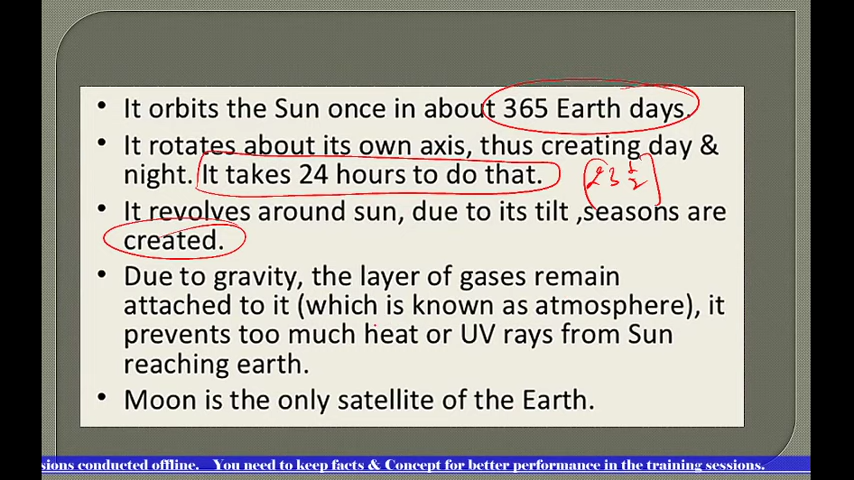 • It orbits the Sun once in about 365 Earth days.
• It rotates about its own axis, thus creating day &
night. It takes 24 hours to do that.
23 1/2
• It revolves around sun, due to its tilt ,seasons are
created.
• Due to gravity, the layer of gases remain
attached to it (which is known as atmosphere), it
prevents too much heat or UV rays from Sun
reaching earth.
• Moon is the only satellite of the Earth.
sions conducted offline. You need to keep facts & Concept for better performance in the training sessions.